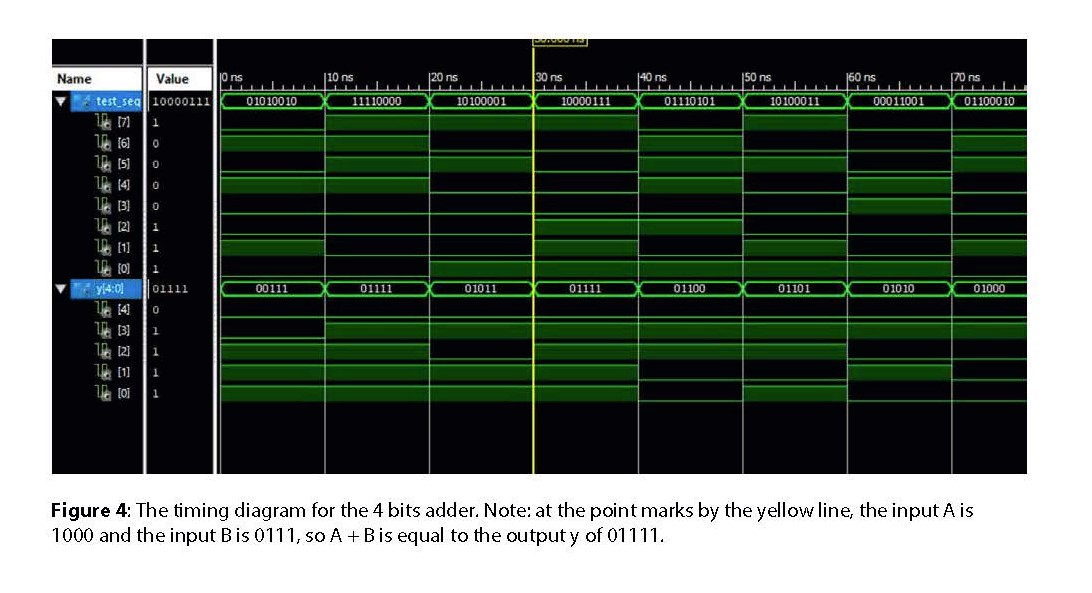 30.000 ns
Name Value 0 ns 10 ns 20 ns 30 ns 40 ns 50 ns 60 ns 70 ns
test_seq 10000111 01010010 11110000 10100001 10000111 01110101 10100011 00011001 01100010
[7] 1
[6] 0
[5] 0
[4] 0
[3] 0
[2] 1
[1] 1
[0] 1
y[4:0] 01111 00111 01111 01011 01111 01100 01101 01010 01000
[4] 0
[3] 1
[2] 1
[1] 1
[0] 1
Figure 4: The timing diagram for the 4 bits adder. Note: at the point marks by the yellow line, the input A is
1000 and the input B is 0111, so A + B is equal to the output y of 01111.